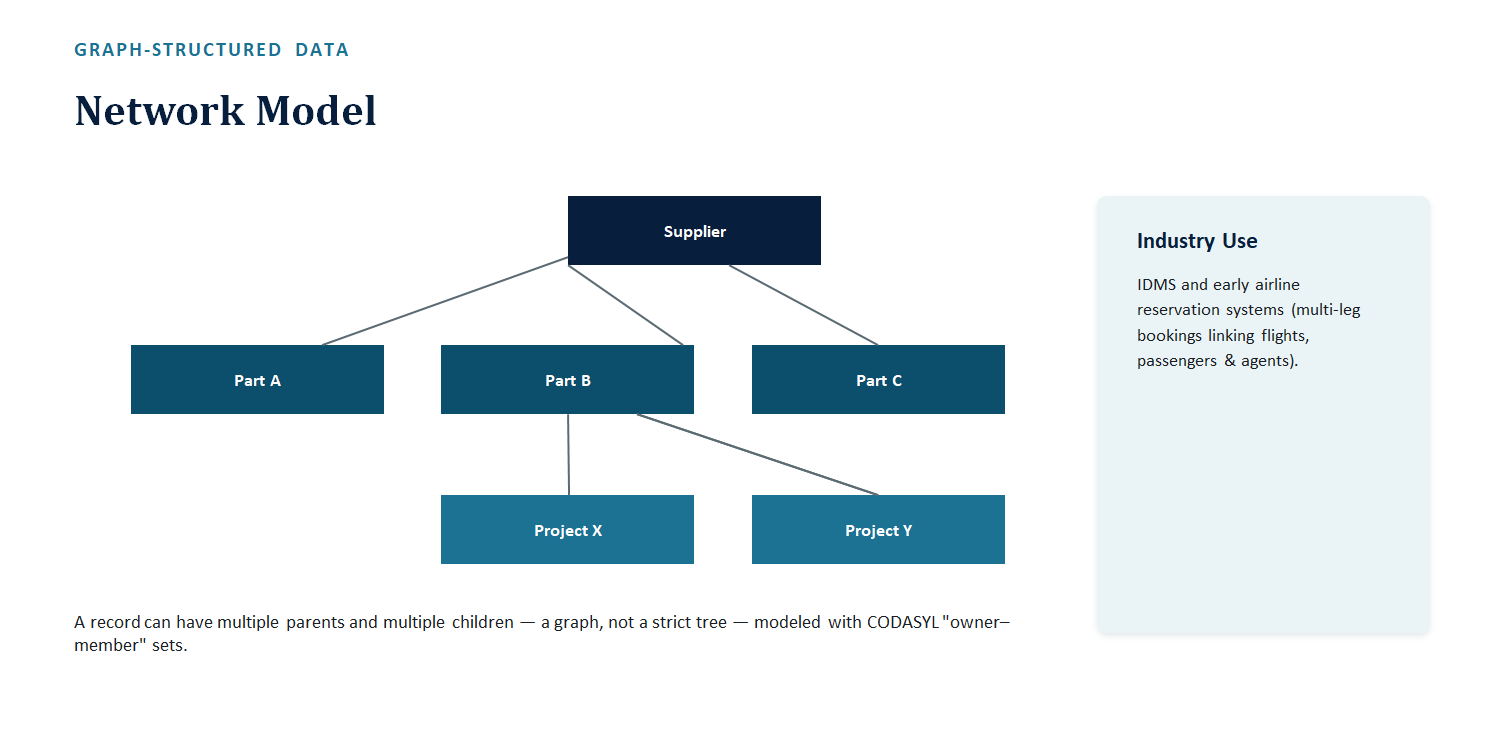 GRAPH-STRUCTURED DATA
Network Model
Supplier
Part A
Part B
Part C
Project X
Project Y
A record can have multiple parents and multiple children — a graph, not a strict tree — modeled with CODASYL "owner–
member" sets.
Industry Use
IDMS and early airline
reservation systems (multi-leg
bookings linking flights,
passengers & agents).